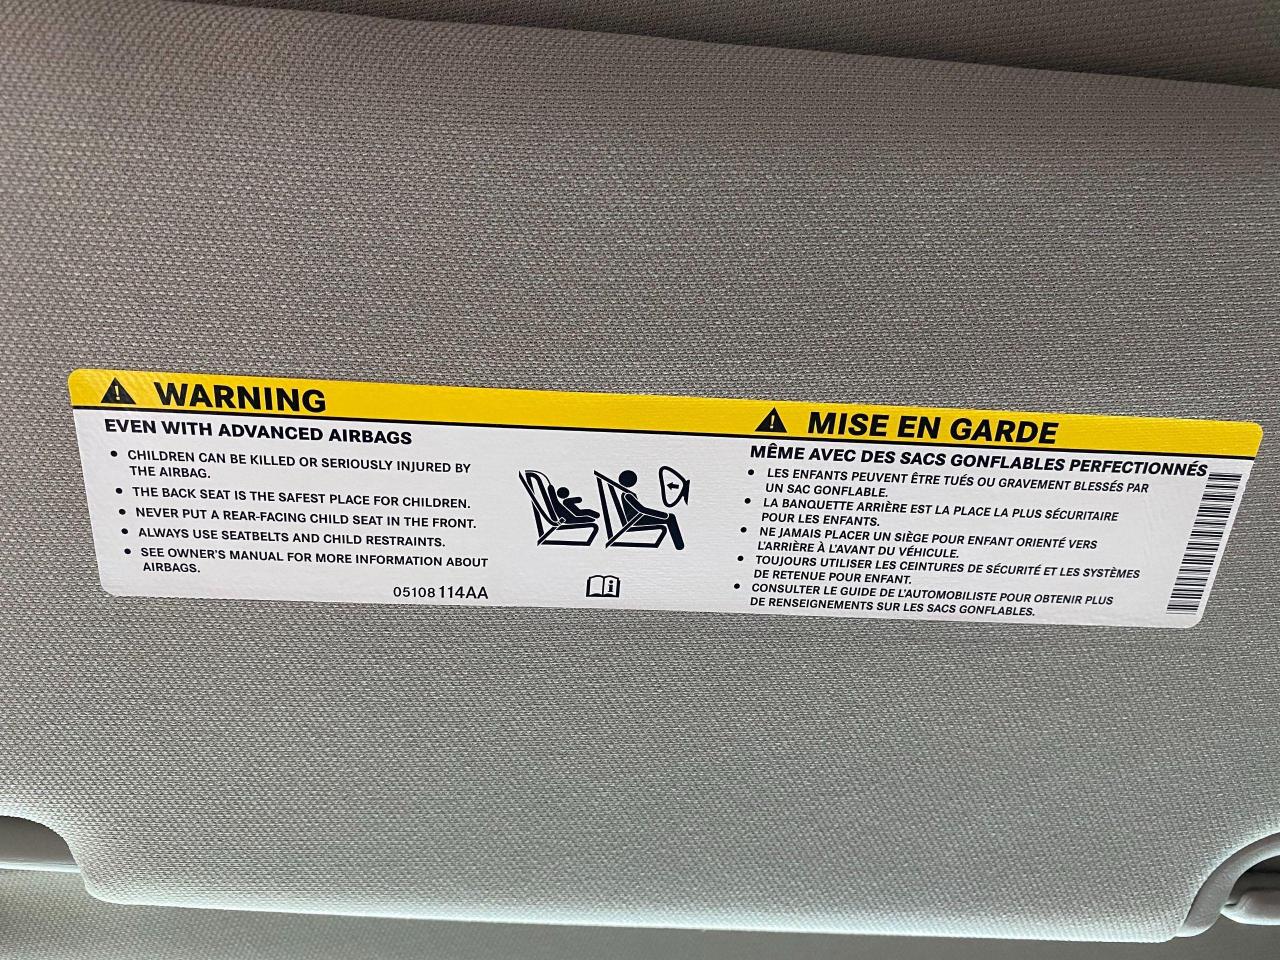 WARNING
EVEN WITH ADVANCED AIRBAGS
• CHILDREN CAN BE KILLED OR SERIOUSLY INJURED BY
THE AIRBAG.
• THE BACK SEAT IS THE SAFEST PLACE FOR CHILDREN.
• NEVER PUT A REAR-FACING CHILD SEAT IN THE FRONT.
• ALWAYS USE SEATBELTS AND CHILD RESTRAINTS.
• SEE OWNER'S MANUAL FOR MORE INFORMATION ABOUT
AIRBAGS.
05108114AA
MISE EN GARDE
MÊME AVEC DES SACS GONFLABLES PERFECTIONNÉS
• LES ENFANTS PEUVENT ÊTRE TUÉS OU GRAVEMENT BLESSÉS PAR
UN SAC GONFLABLE.
• LA BANQUETTE ARRIÈRE EST LA PLACE LA PLUS SÉCURITAIRE
POUR LES ENFANTS.
• NE JAMAIS PLACER UN SIÈGE POUR ENFANT ORIENTÉ VERS
L'ARRIÈRE À L'AVANT DU VÉHICULE.
• TOUJOURS UTILISER LES CEINTURES DE SÉCURITÉ ET LES SYSTÈMES
DE RETENUE POUR ENFANT.
• CONSULTER LE GUIDE DE L'AUTOMOBILISTE POUR OBTENIR PLUS
DE RENSEIGNEMENTS SUR LES SACS GONFLABLES.